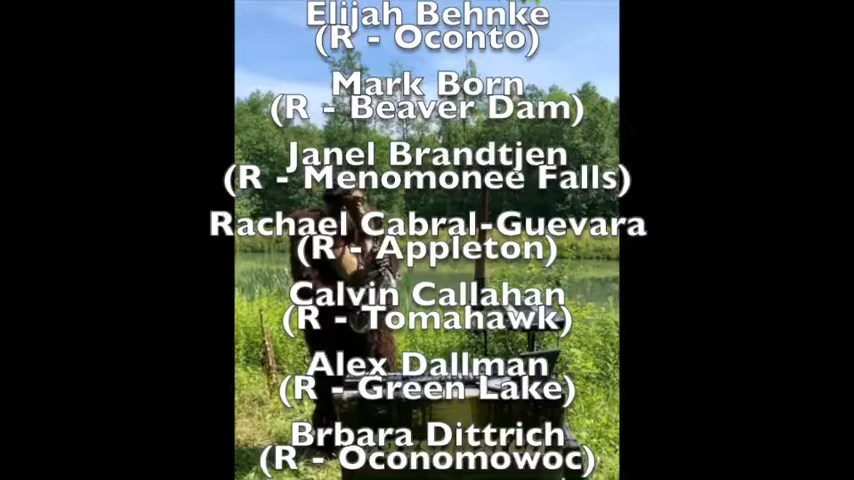 Elijah Behnke
(R - Oconto)
Mark Born
(R - Beaver Dam)
Janel Brandtjen
(R - Menomonee Falls)
Rachael Cabral-Guevara
(R - Appleton)
Calvin Callahan
(R - Tomahawk)
Alex Dallman
(R - Green Lake)
Brbara Dittrich
(R - Oconomowoc)